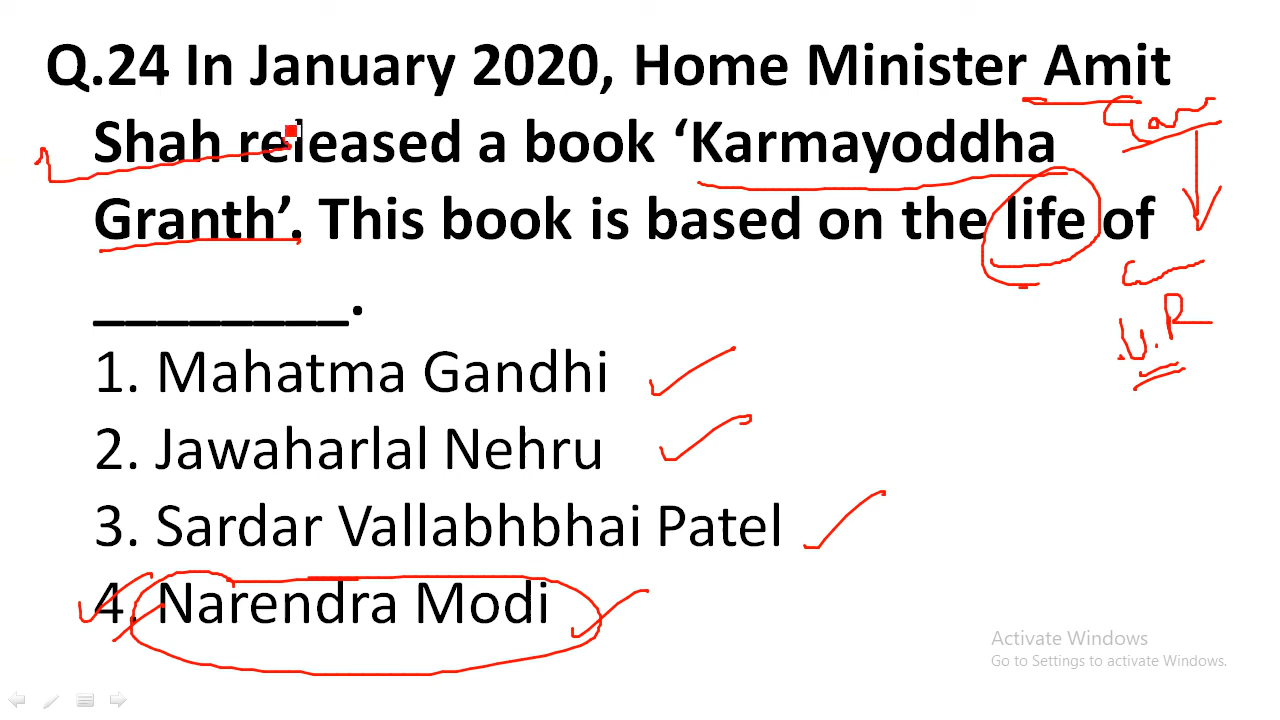 Q.24 In January 2020, Home Minister Amit
Shah released a book ‘Karmayoddha
Granth’. This book is based on the life of
________.
1. Mahatma Gandhi
2. Jawaharlal Nehru
3. Sardar Vallabhbhai Patel
4. Narendra Modi
Activate Windows
Go to Settings to activate Windows.